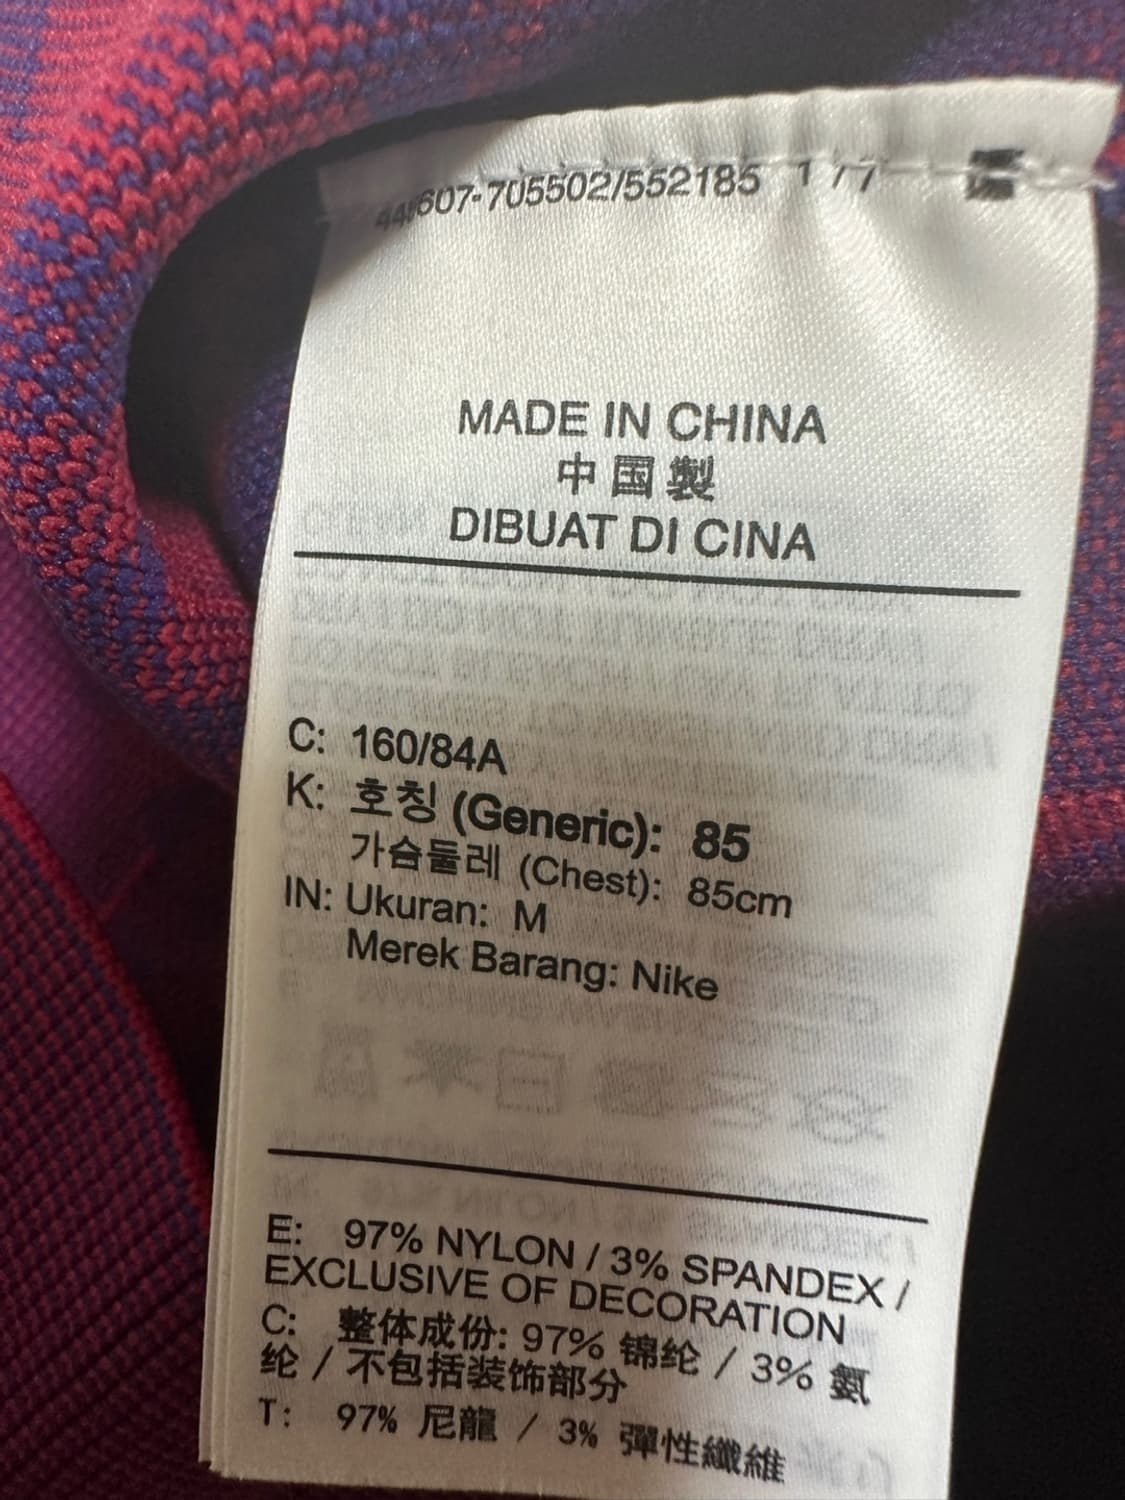 607-705502/552185 1 / 7
MADE IN CHINA
中国製
DIBUAT DI CINA
C: 160/84A
K: 호칭 (Generic): 85
가슴둘레 (Chest): 85cm
IN: Ukuran: M
Merek Barang: Nike
E: 97% NYLON / 3% SPANDEX /
EXCLUSIVE OF DECORATION
C: 整体成份: 97% 锦纶 / 3% 氨
纶 / 不包括装饰部分
T: 97% 尼龍 / 3% 彈性纖維